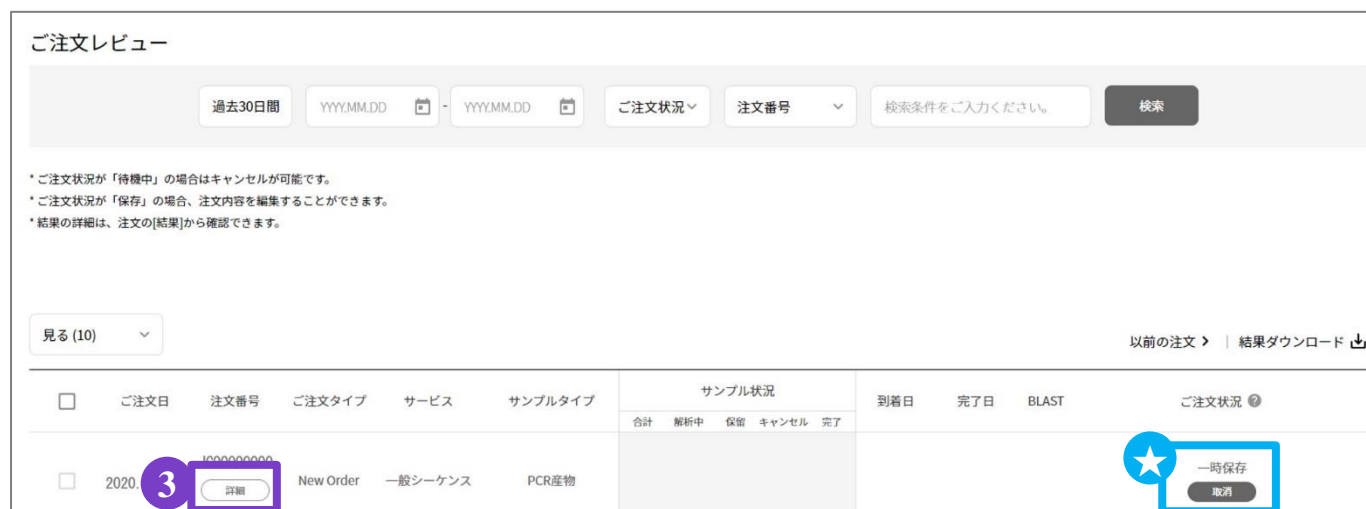 ご注文レビュー
過去30日間 YYYY.MM.DD - YYYY.MM.DD ご注文状況 注文番号 検索条件をご入力ください。 検索
* ご注文状況が「待機中」の場合はキャンセルが可能です。
* ご注文状況が「保存」の場合、注文内容を編集することができます。
* 結果の詳細は、注文の[結果]から確認できます。
見る (10)
以前の注文 > | 結果ダウンロード
ご注文日 注文番号 ご注文タイプ サービス サンプルタイプ サンプル状況 到着日 完了日 BLAST ご注文状況 ?
合計 解析中 保留 キャンセル 完了
2020. 3 詳細 New Order 一般シーケンス PCR産物 一時保存
取消